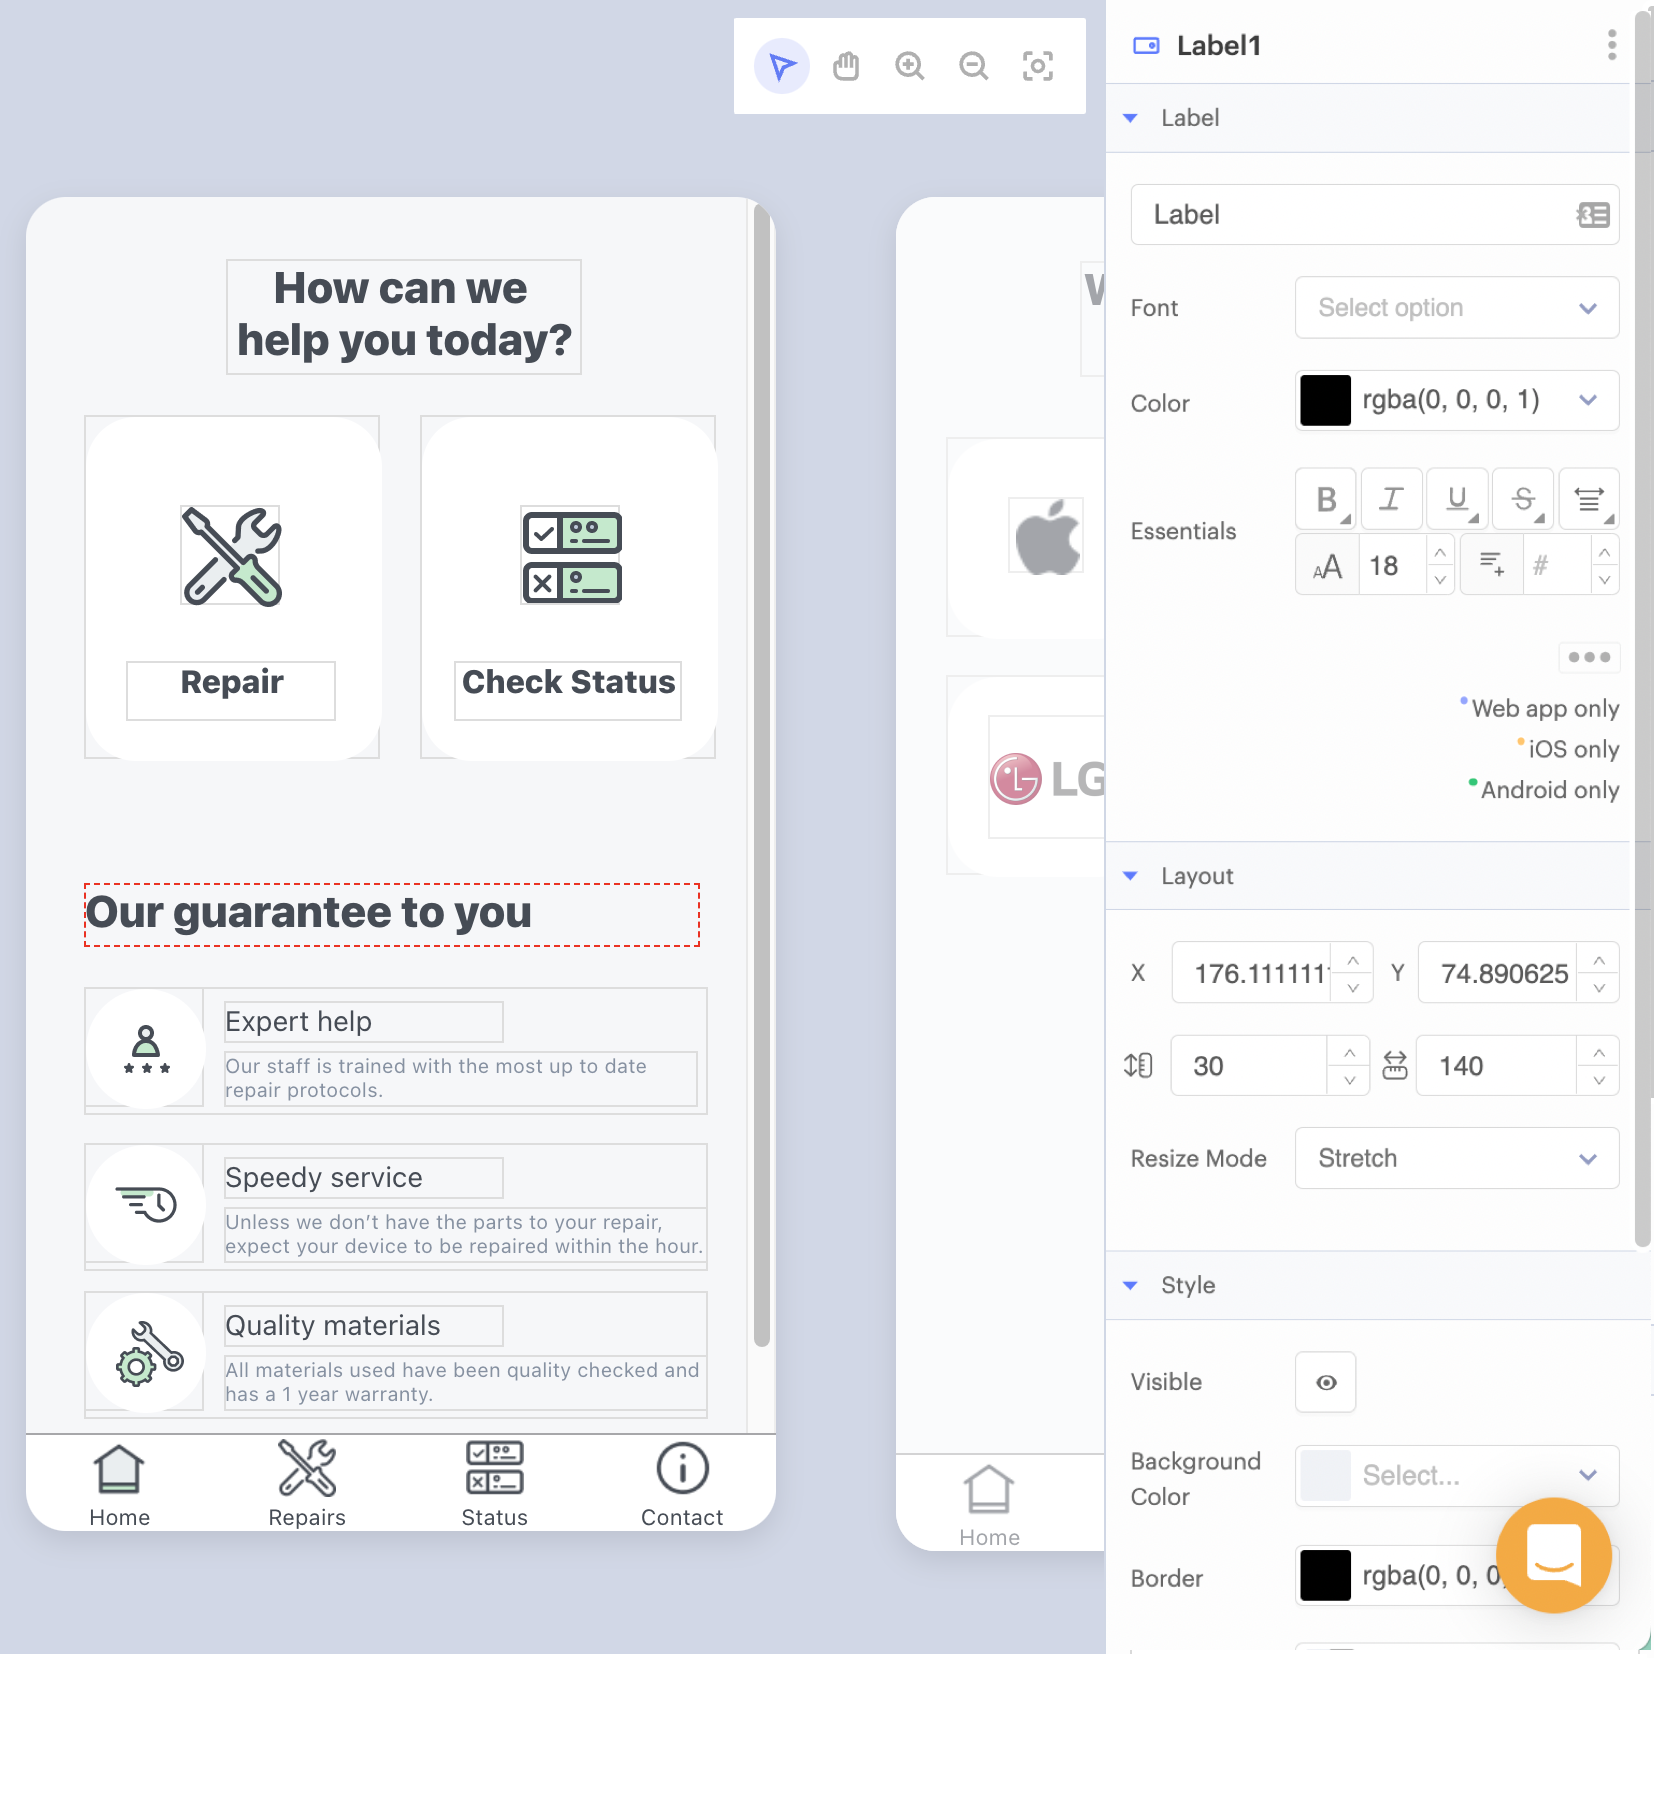 How can we
help you today?
Repair
Check Status
Our guarantee to you
Expert help
Our staff is trained with the most up to date
repair protocols.
Speedy service
Unless we don’t have the parts to your repair,
expect your device to be repaired within the hour.
Quality materials
All materials used have been quality checked and
has a 1 year warranty.
Home
Repairs
Status
Contact
LG
Home
Label1
Label
Label
Font
Select option
Color
rgba(0, 0, 0, 1)
Essentials
B I U S
AA 18 #
Web app only
iOS only
Android only
Layout
X 176.111111 Y 74.890625
30 140
Resize Mode
Stretch
Style
Visible
Background
Color
Select...
Border
rgba(0, 0, 0,